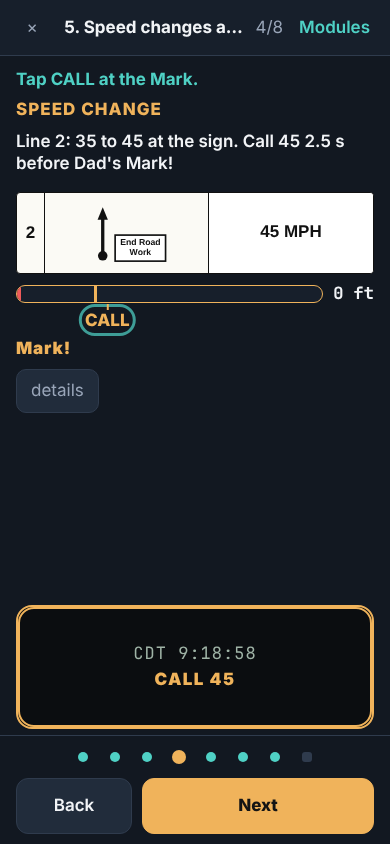 × 5. Speed changes a... 4/8 Modules
Tap CALL at the Mark.
SPEED CHANGE
Line 2: 35 to 45 at the sign. Call 45 2.5 s
before Dad's Mark!
2
End Road
Work
45 MPH
0 ft
CALL
Mark!
details
CDT 9:18:58
CALL 45
Back
Next